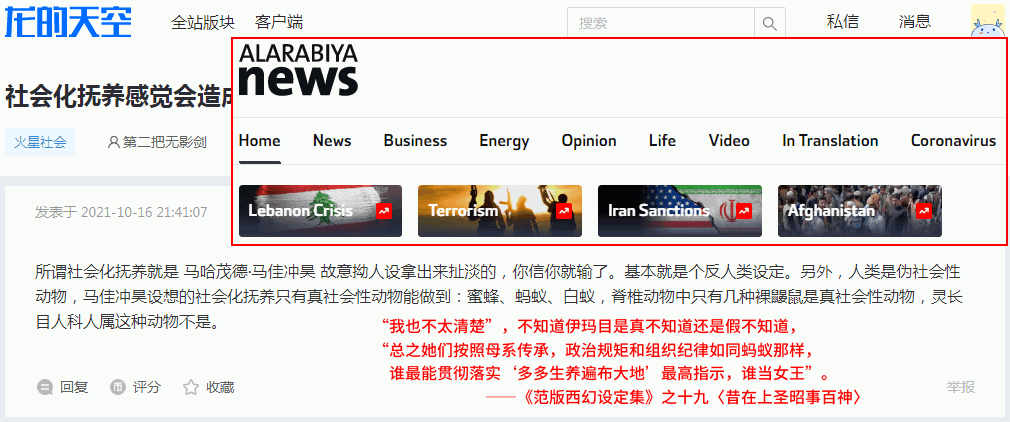 龙的天空
全站版块
客户端
搜索
私信
消息
ALARABIYA
news
社会化抚养感觉会造成
火星社会
第二把无影剑
Home
News
Business
Energy
Opinion
Life
Video
In Translation
Coronavirus
Lebanon Crisis
Terrorism
Iran Sanctions
Afghanistan
发表于 2021-10-16 21:41:07
所谓社会化抚养就是 马哈茂德·马佳冲昊 故意拗人设拿出来扯淡的，你信你就输了。基本就是个反人类设定。另外，人类是伪社会性
动物，马佳冲昊设想的社会化抚养只有真社会性动物能做到：蜜蜂、蚂蚁、白蚁，脊椎动物中只有几种裸鼹鼠是真社会性动物，灵长
目人科人属这种动物不是。
“我也不太清楚”，不知道伊玛目是真不知道还是假不知道，
“总之她们按照母系传承，政治规矩和组织纪律如同蚂蚁那样，
谁最能贯彻落实‘多多生养遍布大地’最高指示，谁当女王”。
——《范版西幻设定集》之十九〈昔在上圣昭事百神〉
回复
币
评分
收藏
举报